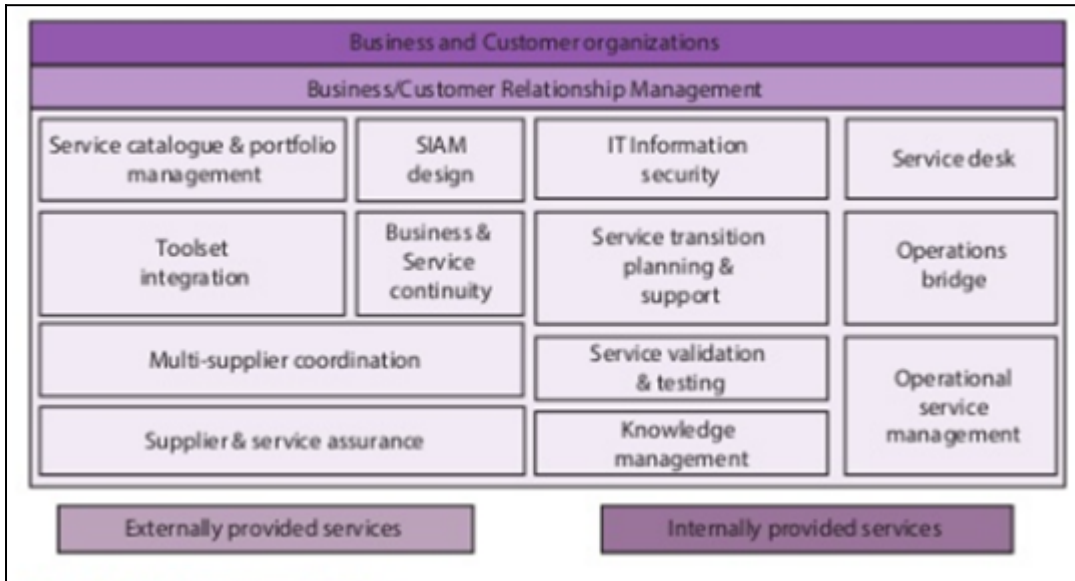 Business and Customer organizations
Business/Customer Relationship Management
Service catalogue & portfolio
management
SIAM
design
IT Information
security
Service desk
Toolset
integration
Business &
Service
continuity
Service transition
planning &
support
Operations
bridge
Multi-supplier coordination
Service validation
& testing
Operational
service
management
Supplier & service assurance
Knowledge
management
Externally provided services
Internally provided services